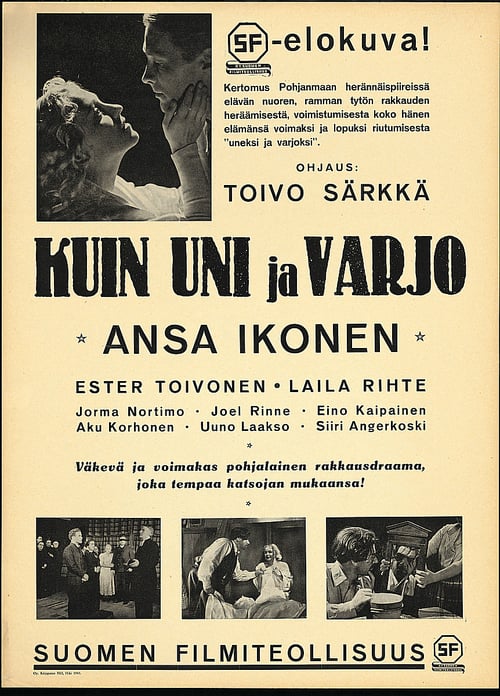 SF-elokuva!
SUOMEN
FILMITEOLLISUUS
Kertomus Pohjanmaan herännäispiireissä
elävän nuoren, ramman tytön rakkauden
heräämisestä, voimistumisesta koko hänen
elämänsä voimaksi ja lopuksi riutumisesta
"uneksi ja varjoksi".
OHJAUS:
TOIVO SÄRKKÄ
KUIN UNI ja VARJO
ANSA IKONEN
ESTER TOIVONEN • LAILA RIHTE
Jorma Nortimo · Joel Rinne · Eino Kaipainen
Aku Korhonen · Uuno Laakso · Siiri Angerkoski
Väkevä ja voimakas pohjalainen rakkausdraama,
joka tempaa katsojan mukaansa!
SUOMEN FILMITEOLLISUUS SF